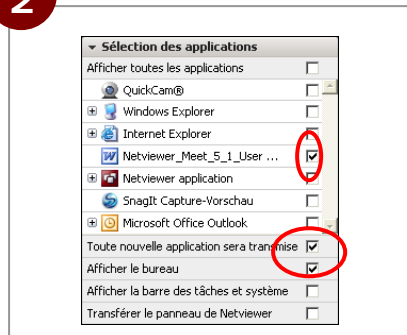 2
Sélection des applications
Afficher toutes les applications
QuickCam®
Windows Explorer
Internet Explorer
Netviewer_Meet_5_1_User ...
Netviewer application
SnagIt Capture-Vorschau
Microsoft Office Outlook
Toute nouvelle application sera transmise
Afficher le bureau
Afficher la barre des tâches et système
Transférer le panneau de Netviewer